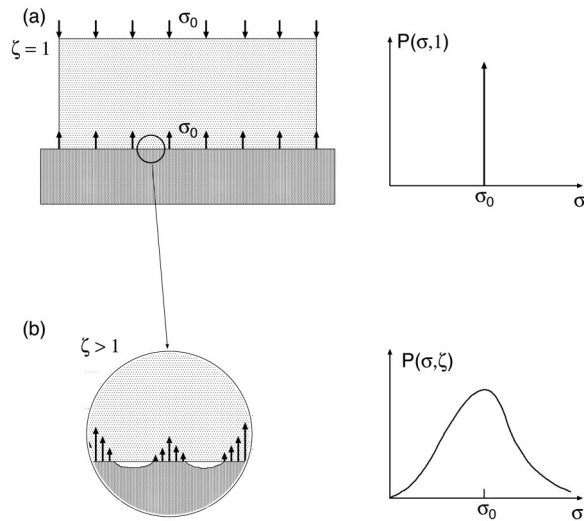 (a)
σ₀
ζ = 1
σ₀
P(σ,1)
σ₀
σ
(b)
ζ > 1
P(σ,ζ)
σ₀
σ